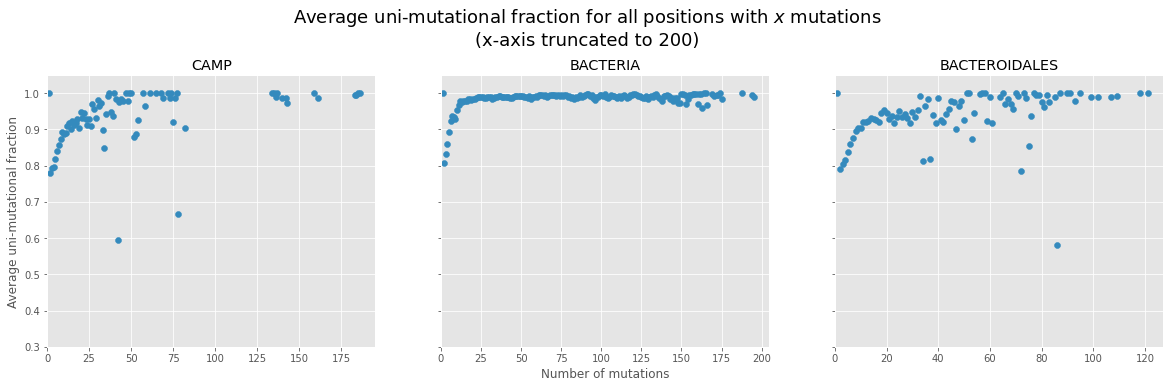 Average uni-mutational fraction for all positions with x mutations
(x-axis truncated to 200)
CAMP
BACTERIA
BACTEROIDALES
Average uni-mutational fraction
1.0
0.9
0.8
0.7
0.6
0.5
0.4
0.3
0 25 50 75 100 125 150 175
0 25 50 75 100 125 150 175 200
0 20 40 60 80 100 120
Number of mutations